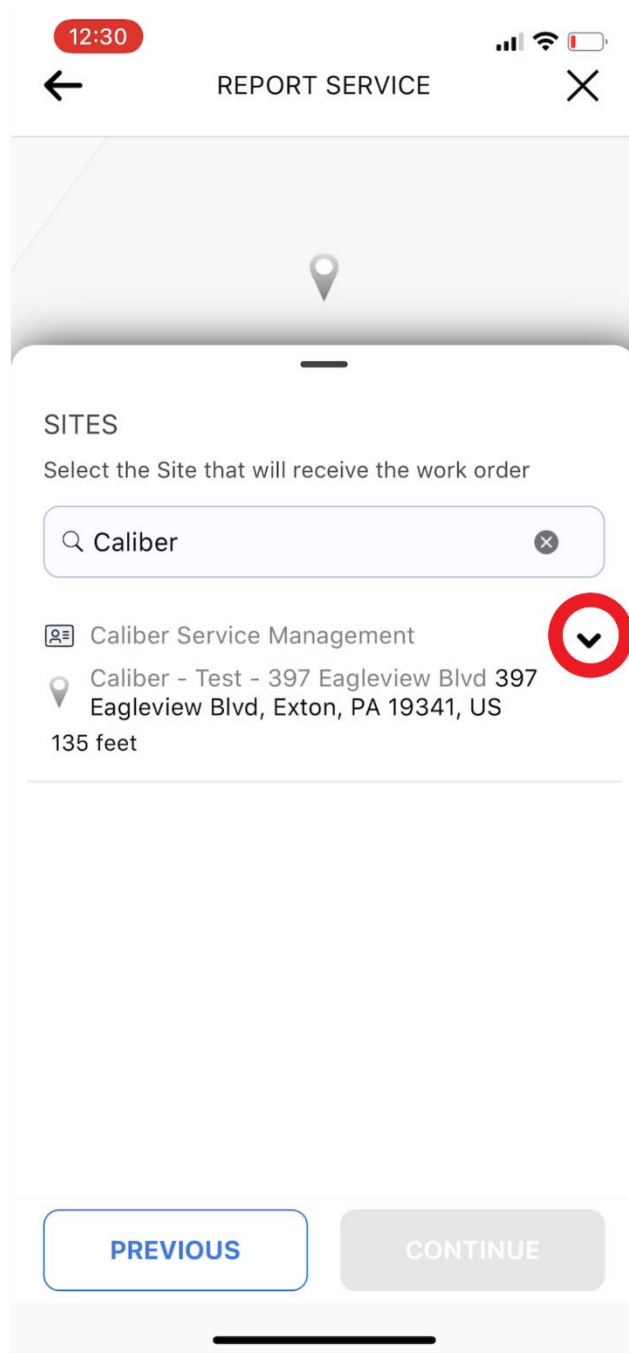 12:30
REPORT SERVICE
SITES
Select the Site that will receive the work order
Caliber
Caliber Service Management
Caliber - Test - 397 Eagleview Blvd 397
Eagleview Blvd, Exton, PA 19341, US
135 feet
PREVIOUS
CONTINUE